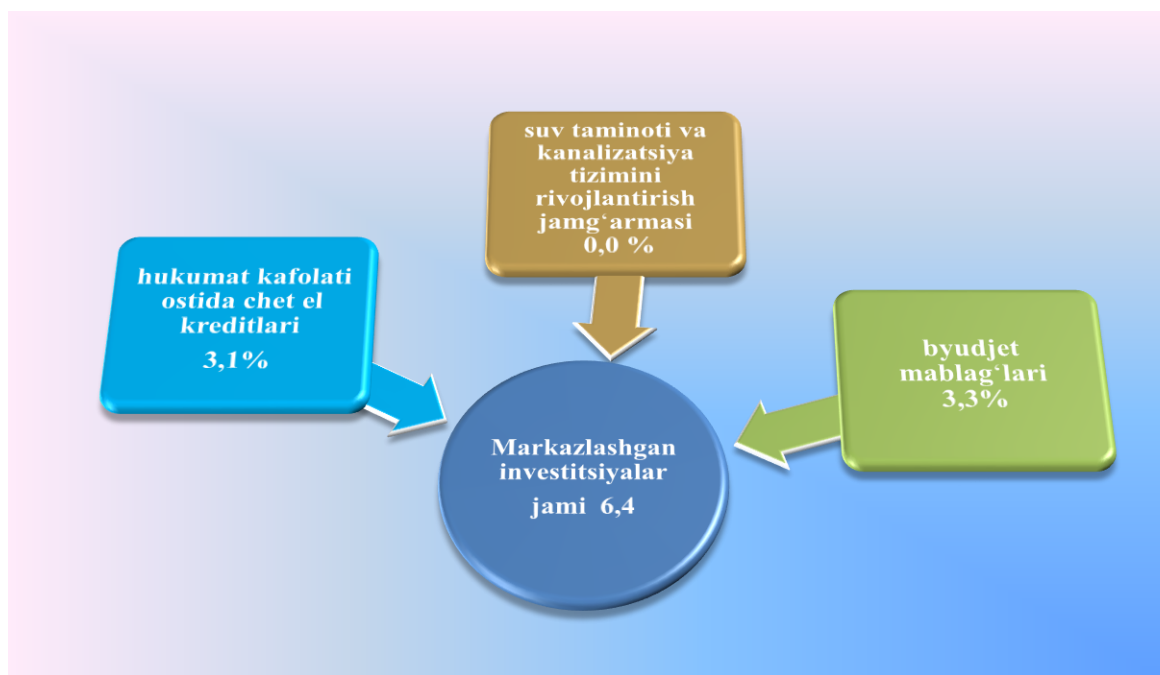 suv taminoti va
kanalizatsiya
tizimini
rivojlantirish
jamg‘armasi
0,0 %
hukumat kafolati
ostida chet el
kreditlari
3,1%
byudjet
mablag‘lari
3,3%
Markazlashgan
investitsiyalar
jami 6,4